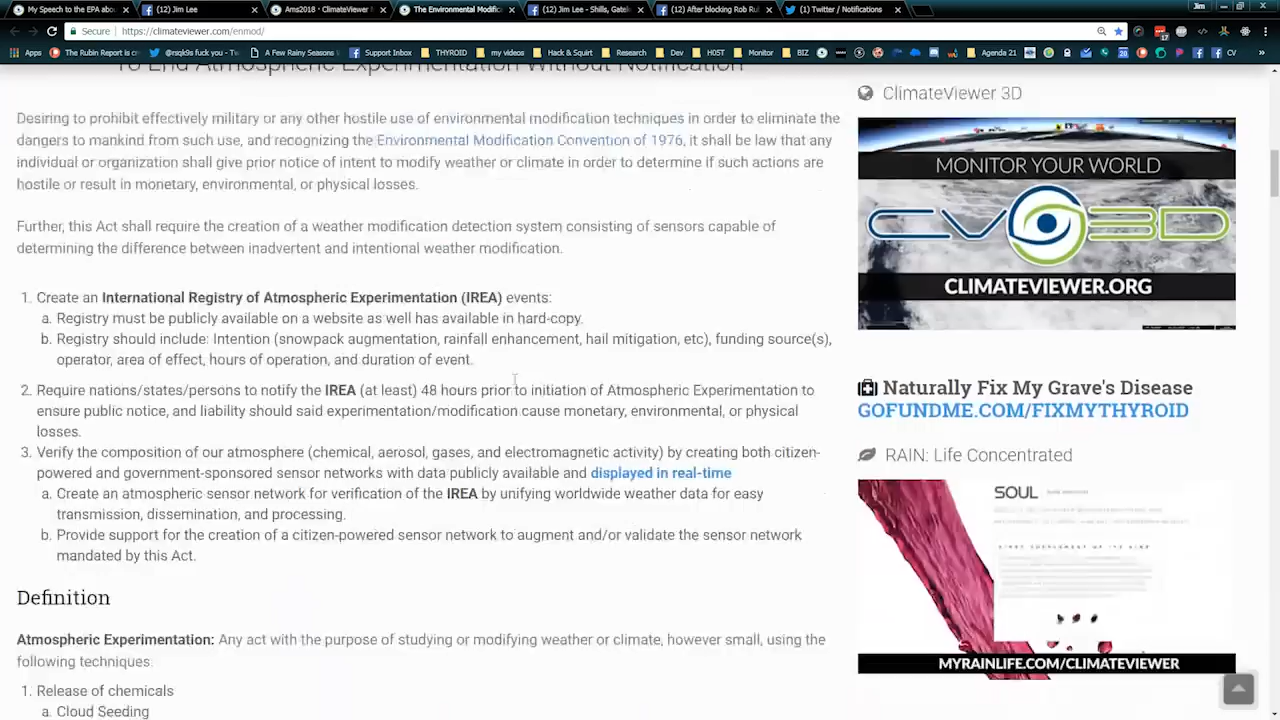 My Speech to the EPA abou
(12) Jim Lee
Ams2018 - ClimateViewer
The Environmental Modific
(12) Jim Lee - Shills, Gatek
(12) After blocking Rob Ru
(1) Twitter / Notifications
Jim
Secure
https://climateviewer.com/enmod/
17
Apps
The Rubin Report is cr
@rsql9s fuck you - Tw
A Few Rainy Seasons
Support Inbox
THYROID
my videos
Hack & Squirt
Research
Dev
H0ST
Monitor
BIZ
Agenda 21
CV
To End Atmospheric Experimentation Without Notification
Desiring to prohibit effectively military or any other hostile use of environmental modification techniques in order to eliminate the
dangers to mankind from such use, and recognizing the Environmental Modification Convention of 1976, it shall be law that any
individual or organization shall give prior notice of intent to modify weather or climate in order to determine if such actions are
hostile or result in monetary, environmental, or physical losses.
Further, this Act shall require the creation of a weather modification detection system consisting of sensors capable of
determining the difference between inadvertent and intentional weather modification.
1. Create an International Registry of Atmospheric Experimentation (IREA) events:
a. Registry must be publicly available on a website as well has available in hard-copy.
b. Registry should include: Intention (snowpack augmentation, rainfall enhancement, hail mitigation, etc), funding source(s),
operator, area of effect, hours of operation, and duration of event.
2. Require nations/states/persons to notify the IREA (at least) 48 hours prior to initiation of Atmospheric Experimentation to
ensure public notice, and liability should said experimentation/modification cause monetary, environmental, or physical
losses.
3. Verify the composition of our atmosphere (chemical, aerosol, gases, and electromagnetic activity) by creating both citizen-
powered and government-sponsored sensor networks with data publicly available and displayed in real-time
a. Create an atmospheric sensor network for verification of the IREA by unifying worldwide weather data for easy
transmission, dissemination, and processing.
b. Provide support for the creation of a citizen-powered sensor network to augment and/or validate the sensor network
mandated by this Act.
Definition
Atmospheric Experimentation: Any act with the purpose of studying or modifying weather or climate, however small, using the
following techniques:
1. Release of chemicals
a. Cloud Seeding
ClimateViewer 3D
MONITOR YOUR WORLD
CV3D
CLIMATEVIEWER.ORG
Naturally Fix My Grave's Disease
GOFUNDME.COM/FIXMYTHYROID
RAIN: Life Concentrated
SOUL
MYRAINLIFE.COM/CLIMATEVIEWER